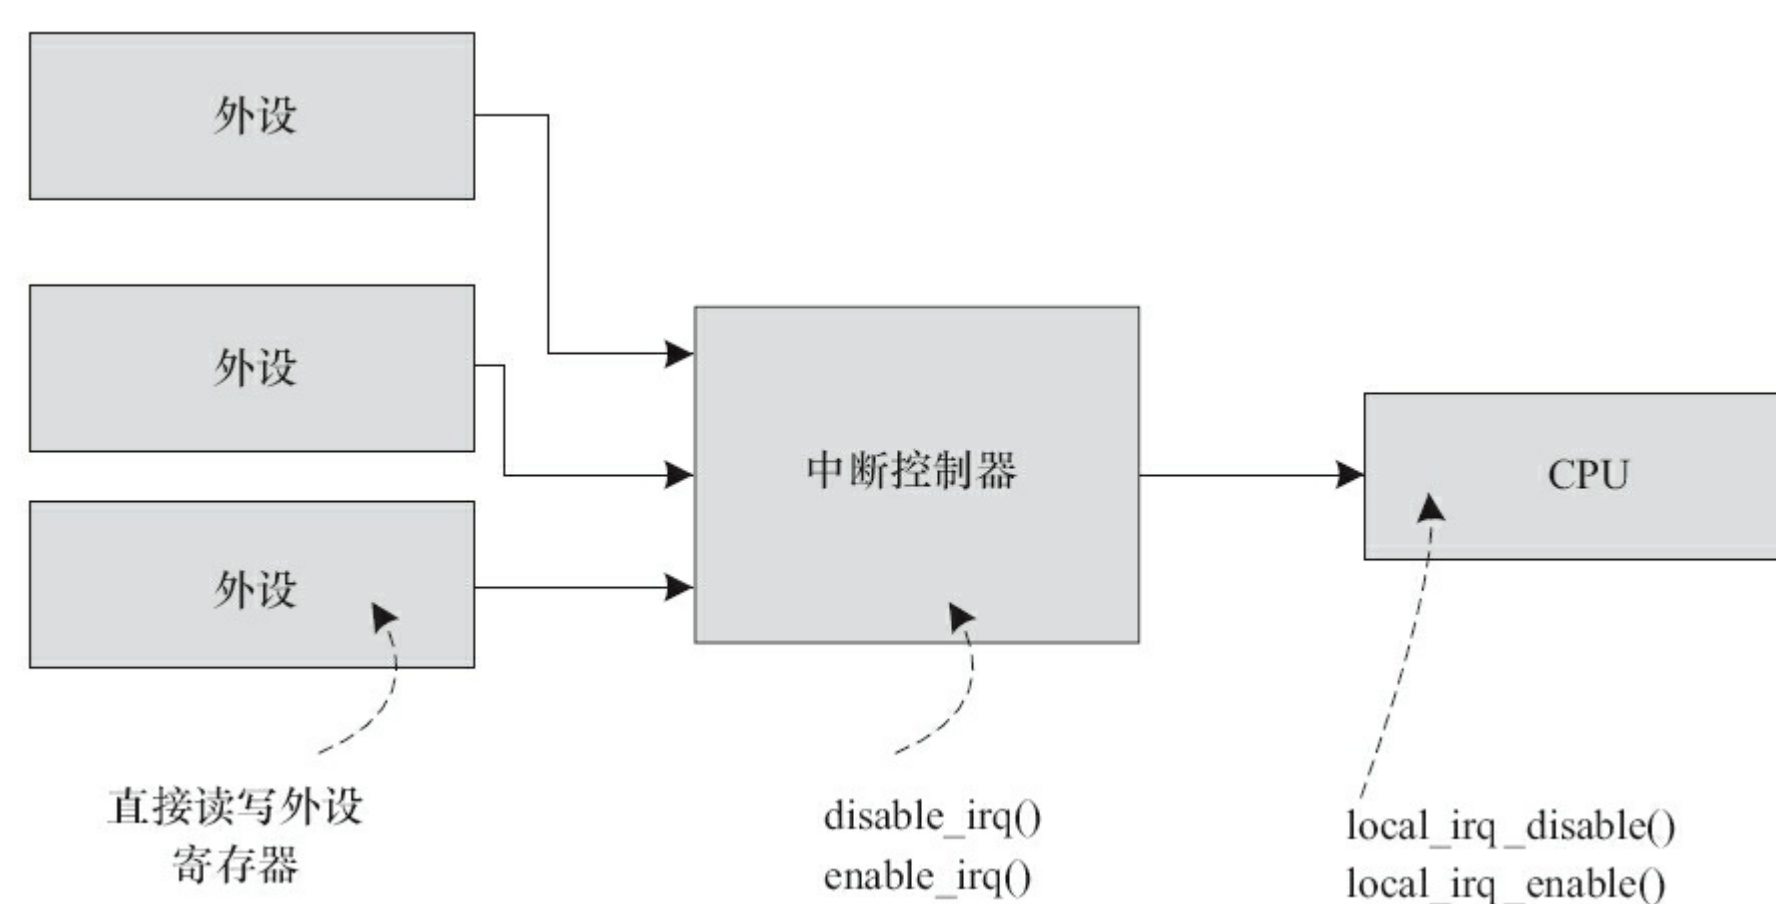 外设
外设
外设
中断控制器
CPU
直接读写外设
寄存器
disable_irq()
enable_irq()
local_irq_disable()
local_irq_enable()